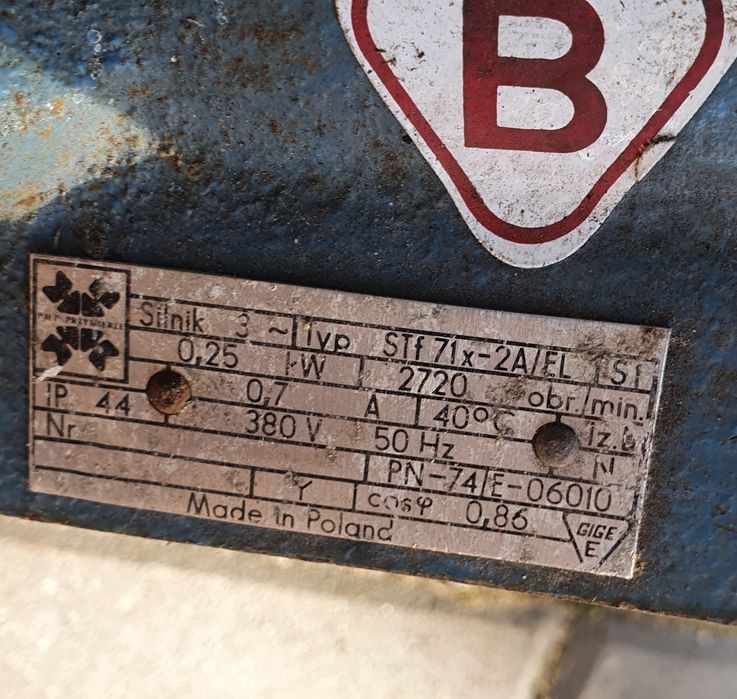 B
Silnik 3 ~ Typ STf 71x-2A/EL S1
0,25 kW 2720 obr./min.
IP 44 0,7 A 40°C Iz.b
Nr 380 V 50 Hz N
PN-74/E-06010
Y cosφ 0,86
GIGE
E
Made in Poland